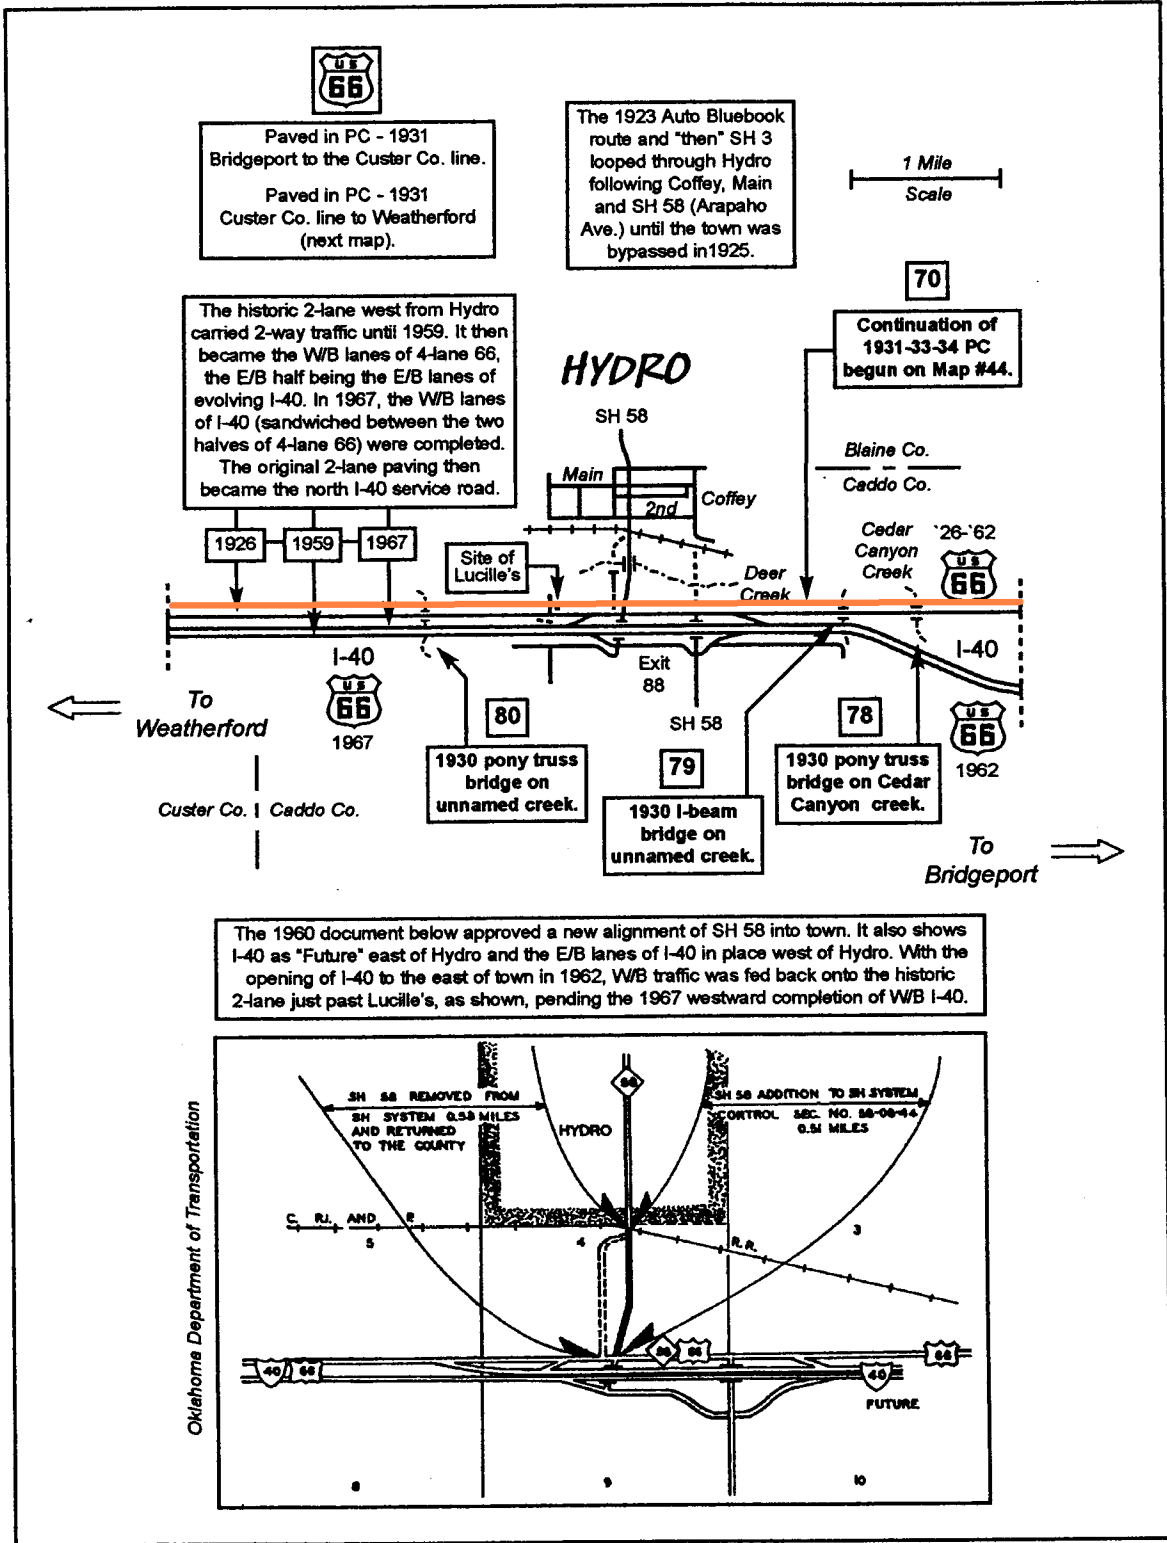 US
66
Paved in PC - 1931
Bridgeport to the Custer Co. line.
Paved in PC - 1931
Custer Co. line to Weatherford
(next map).
The 1923 Auto Bluebook
route and "then" SH 3
looped through Hydro
following Coffey, Main
and SH 58 (Arapaho
Ave.) until the town was
bypassed in1925.
1 Mile
Scale
70
Continuation of
1931-33-34 PC
begun on Map #44.
The historic 2-lane west from Hydro
carried 2-way traffic until 1959. It then
became the W/B lanes of 4-lane 66,
the E/B half being the E/B lanes of
evolving I-40. In 1967, the W/B lanes
of I-40 (sandwiched between the two
halves of 4-lane 66) were completed.
The original 2-lane paving then
became the north I-40 service road.
1926
1959
1967
HYDRO
SH 58
Main
2nd
Coffey
Blaine Co.
Caddo Co.
Site of
Lucille's
Deer
Creek
Cedar
Canyon
Creek
'26-'62
US
66
I-40
US
66
1967
Exit
88
SH 58
I-40
US
66
1962
To
Weatherford
Custer Co.
Caddo Co.
80
1930 pony truss
bridge on
unnamed creek.
79
1930 I-beam
bridge on
unnamed creek.
78
1930 pony truss
bridge on Cedar
Canyon creek.
To
Bridgeport
The 1960 document below approved a new alignment of SH 58 into town. It also shows
I-40 as "Future" east of Hydro and the E/B lanes of I-40 in place west of Hydro. With the
opening of I-40 to the east of town in 1962, W/B traffic was fed back onto the historic
2-lane just past Lucille's, as shown, pending the 1967 westward completion of W/B I-40.
Oklahoma Department of Transportation
SH 58 REMOVED FROM
SH SYSTEM 0.58 MILES
AND RETURNED
TO THE COUNTY
HYDRO
58
SH 58 ADDITION TO SH SYSTEM
CONTROL SEC. NO. 58-08-44
0.51 MILES
C. R.I. AND P.
R.R.
5
4
3
40
66
58
66
66
40
FUTURE
8
9
10